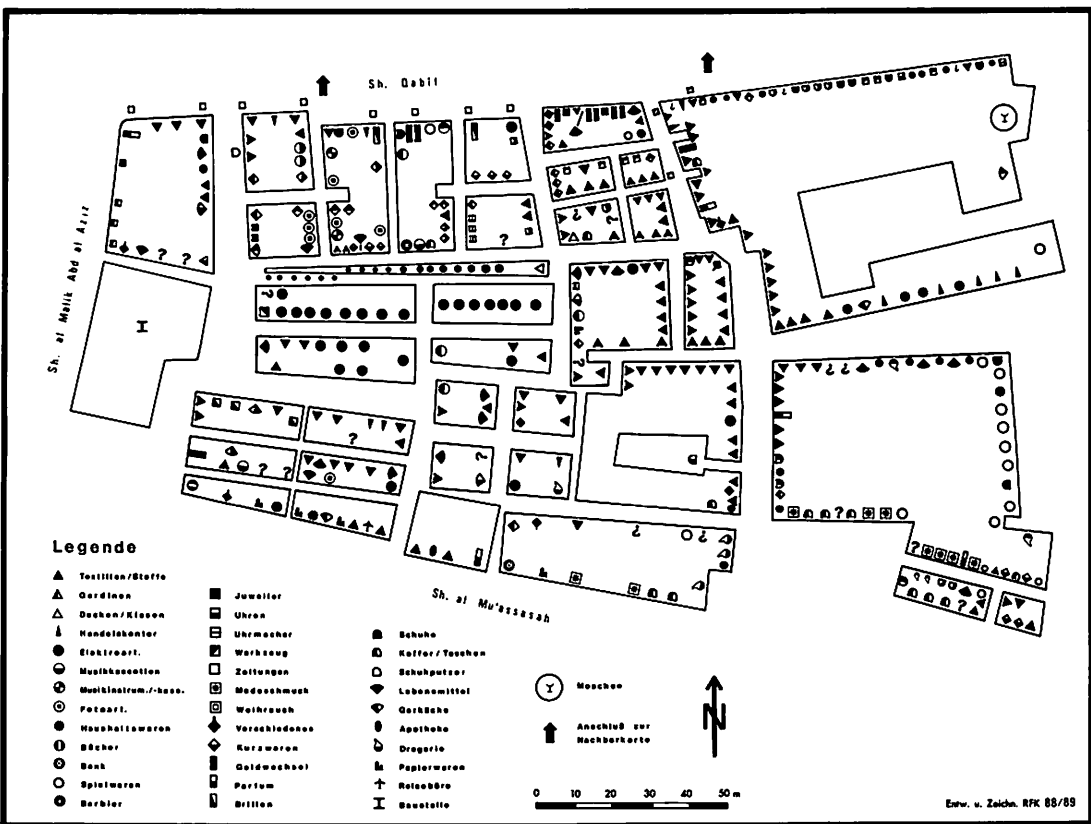 Sh. Qabil
Sh. al Malik Abd al Aziz
Sh. al Mu'assasah
Legende
Textilien/Stoffe
Gardinen
Decken/Kissen
Handelskontor
Elektroart.
Musikkassetten
Musikinstrum./-kass.
Fotoart.
Haushaltswaren
Bücher
Bank
Spielwaren
Barbier
Juwelier
Uhren
Uhrmacher
Werkzeug
Zeitungen
Modeschmuck
Weihrauch
Verschiedenes
Kurzwaren
Geldwechsel
Parfum
Brillen
Schuhe
Koffer/Taschen
Schuhputzer
Lebensmittel
Garküche
Apotheke
Drogerie
Papierwaren
Reisebüro
Baustelle
Moschee
Anschluß zur
Nachbarkarte
N
0 10 20 30 40 50 m
Entw. u. Zeichn. RFK 88/89